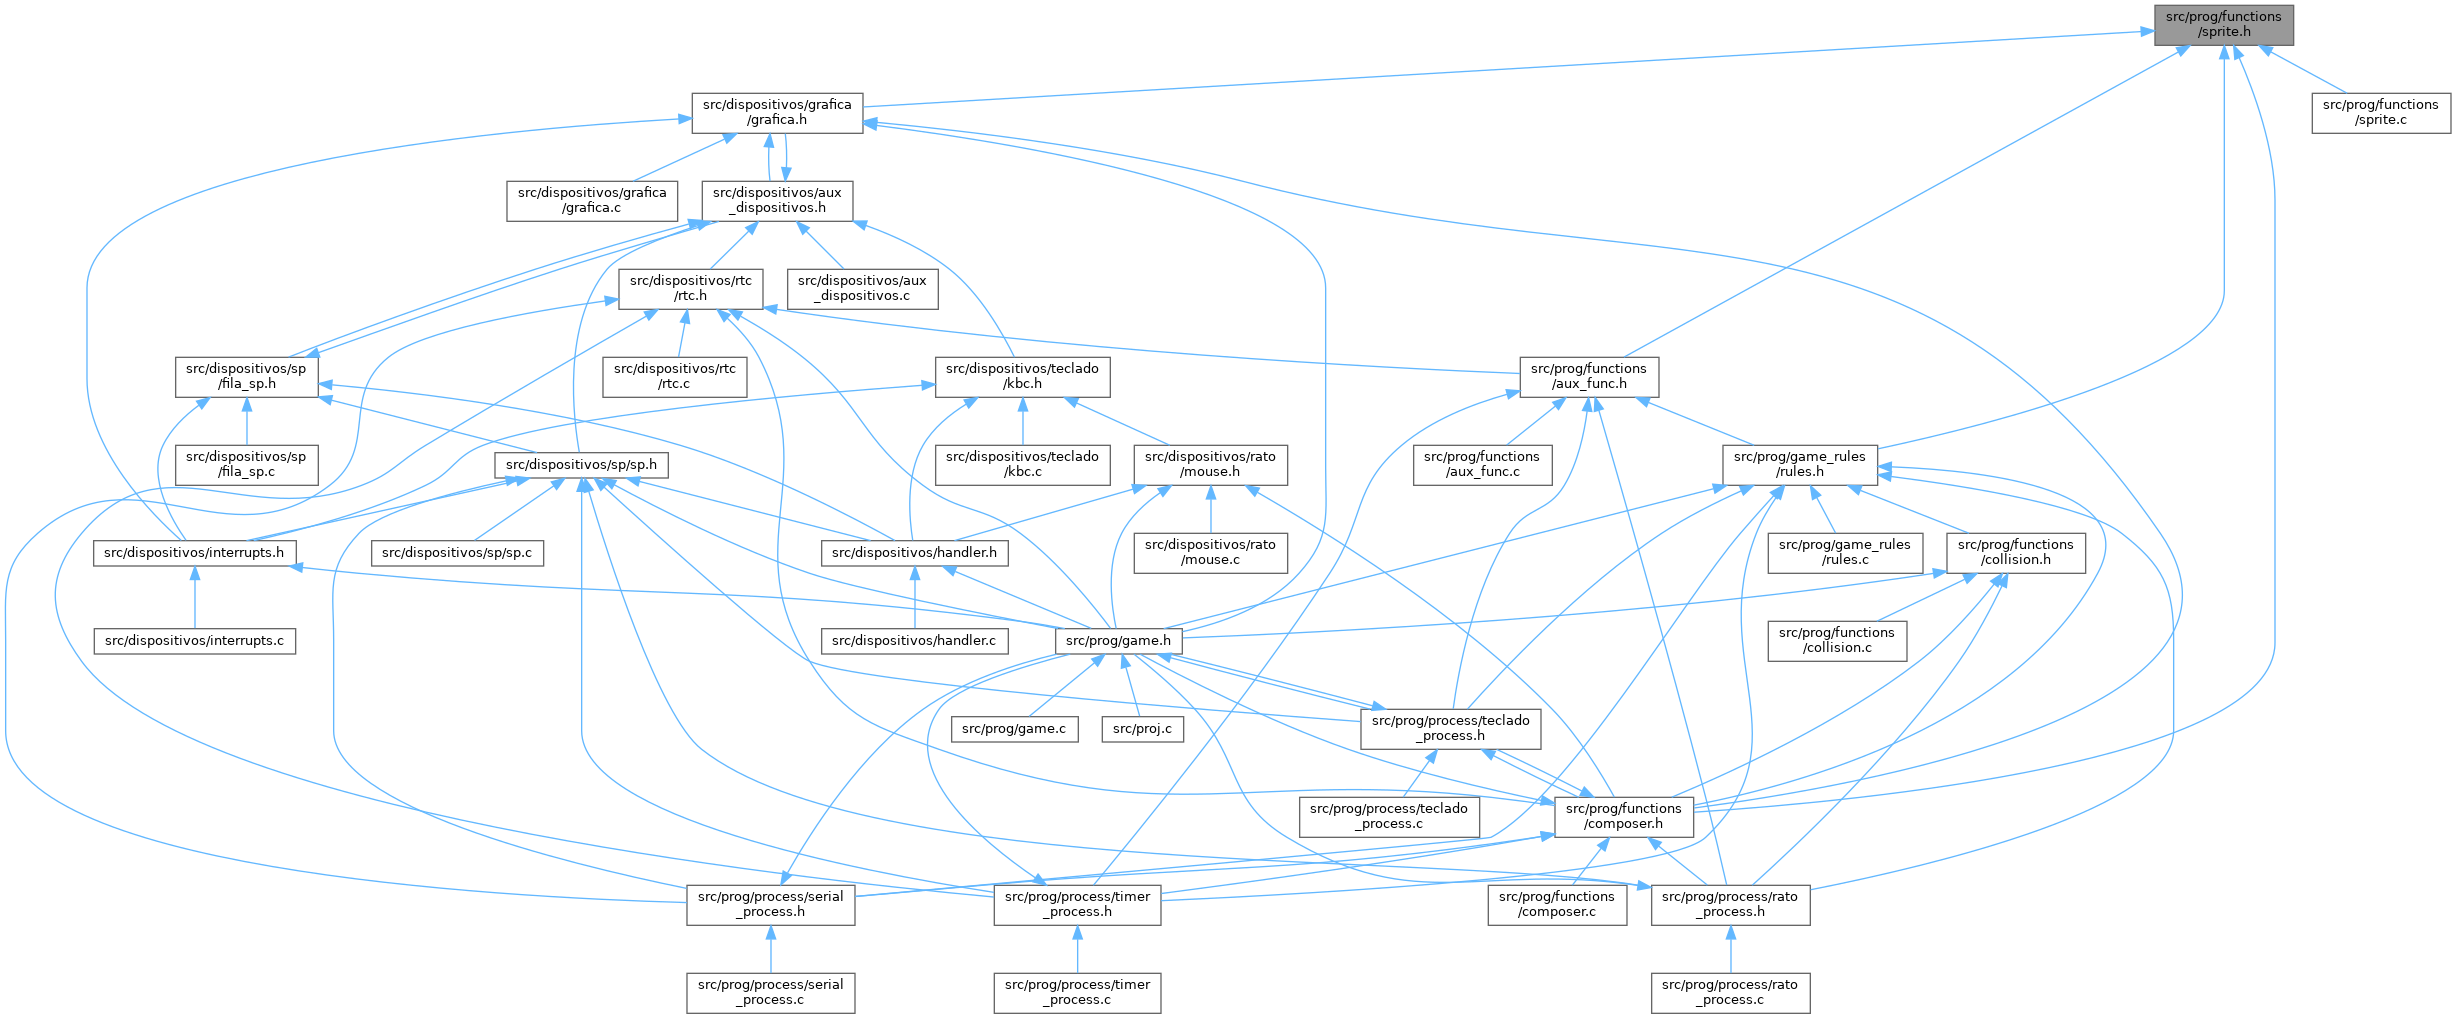 src/prog/functions
/sprite.h
src/dispositivos/grafica
/grafica.h
src/prog/functions
/sprite.c
src/dispositivos/grafica
/grafica.c
src/dispositivos/aux
_dispositivos.h
src/dispositivos/rtc
/rtc.h
src/dispositivos/aux
_dispositivos.c
src/dispositivos/sp
/fila_sp.h
src/dispositivos/rtc
/rtc.c
src/dispositivos/teclado
/kbc.h
src/prog/functions
/aux_func.h
src/dispositivos/sp
/fila_sp.c
src/dispositivos/sp/sp.h
src/dispositivos/teclado
/kbc.c
src/dispositivos/rato
/mouse.h
src/prog/functions
/aux_func.c
src/prog/game_rules
/rules.h
src/dispositivos/interrupts.h
src/dispositivos/sp/sp.c
src/dispositivos/handler.h
src/dispositivos/rato
/mouse.c
src/prog/game_rules
/rules.c
src/prog/functions
/collision.h
src/dispositivos/interrupts.c
src/dispositivos/handler.c
src/prog/game.h
src/prog/functions
/collision.c
src/prog/game.c
src/proj.c
src/prog/process/teclado
_process.h
src/prog/process/teclado
_process.c
src/prog/functions
/composer.h
src/prog/process/serial
_process.h
src/prog/process/timer
_process.h
src/prog/functions
/composer.c
src/prog/process/rato
_process.h
src/prog/process/serial
_process.c
src/prog/process/timer
_process.c
src/prog/process/rato
_process.c